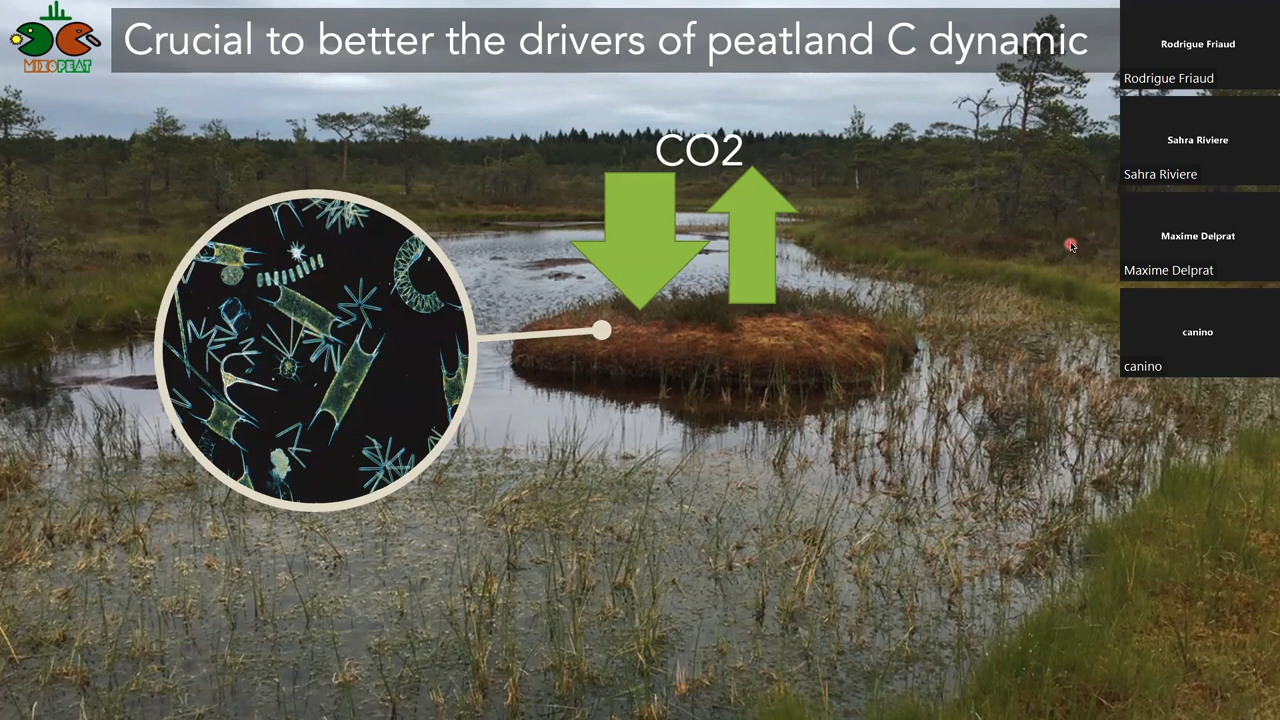 MIXOPEAT
Crucial to better the drivers of peatland C dynamic
CO2
Rodrigue Friaud
Rodrigue Friaud
Sahra Riviere
Sahra Riviere
Maxime Delprat
Maxime Delprat
canino
canino